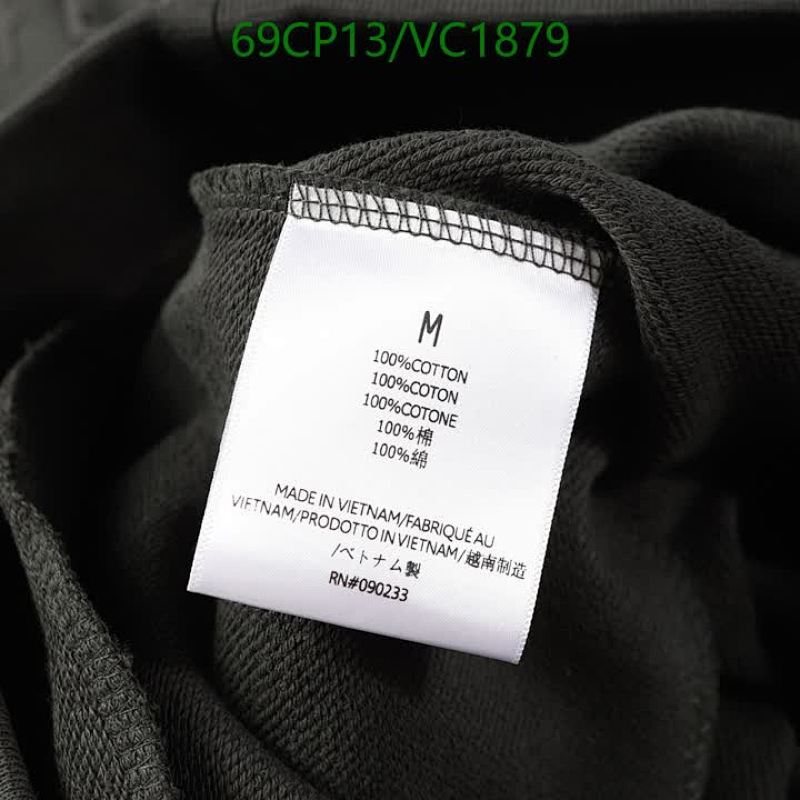 69CP13/VC1879
M
100%COTTON
100%COTON
100%COTONE
100%棉
100%綿
MADE IN VIETNAM/FABRIQUÉ AU
VIETNAM/PRODOTTO IN VIETNAM/越南制造
/ベトナム製
RN#090233